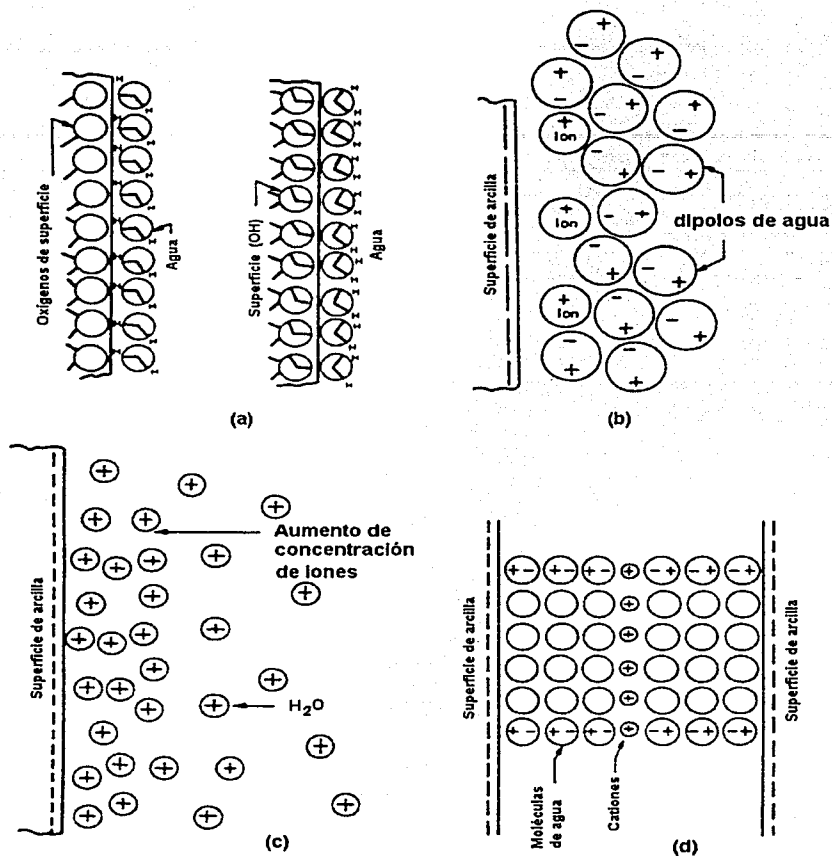 Oxígenos de superficie
Agua
Superficie (OH)
Agua
(a)
Superficie de arcilla
Ion
Ion
Ion
dipolos de agua
(b)
Superficie de arcilla
Aumento de
concentración
de iones
H₂O
(c)
Superficie de arcilla
Moléculas
de agua
Cationes
Superficie de arcilla
(d)